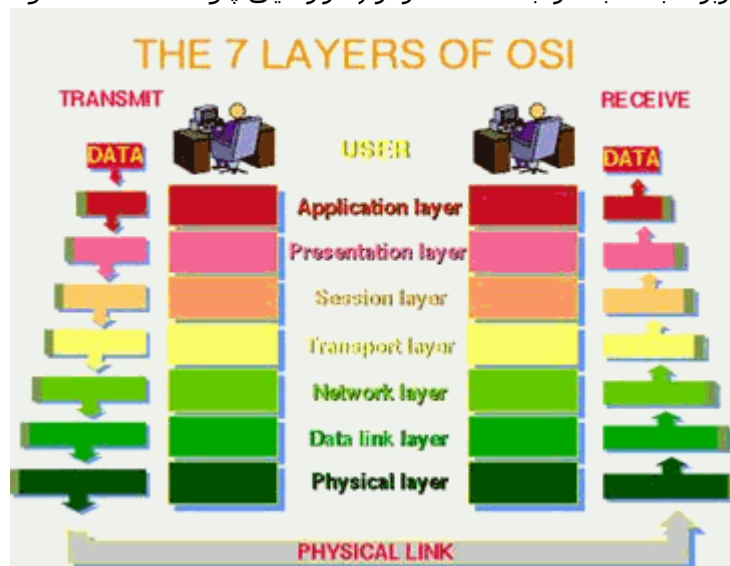 THE 7 LAYERS OF OSI
TRANSMIT
RECEIVE
DATA
USER
DATA
Application layer
Presentation layer
Session layer
Transport layer
Network layer
Data link layer
Physical layer
PHYSICAL LINK